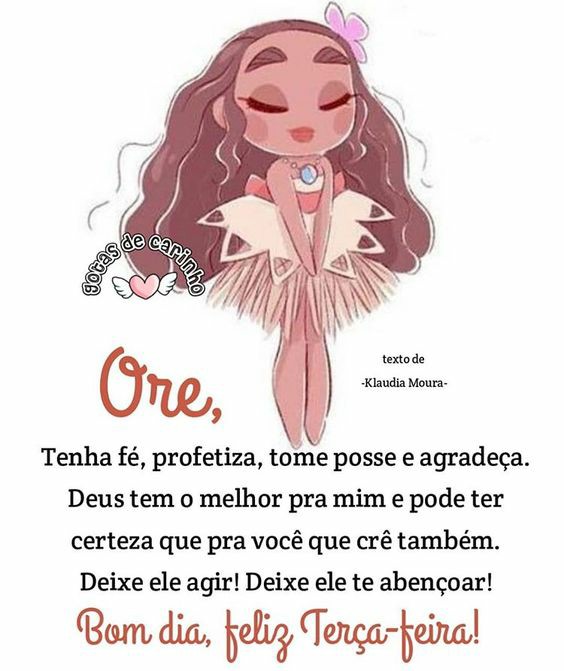 Gotas de carinho
texto de
-Klaudia Moura-
Ore,
Tenha fé, profetiza, tome posse e agradeça.
Deus tem o melhor pra mim e pode ter
certeza que pra você que crê também.
Deixe ele agir! Deixe ele te abençoar!
Bom dia, feliz Terça-feira!